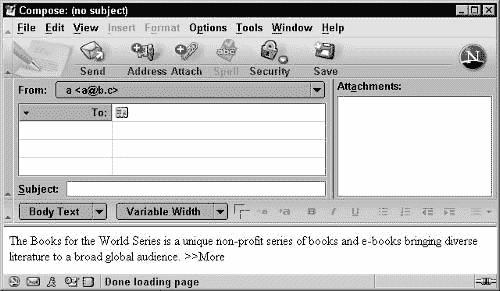 Compose: (no subject)
File Edit View Insert Format Options Tools Window Help
Send Address Attach Spell Security Save
N
From: a <a@b.c>
Attachments:
To:
Subject:
Body Text Variable Width -a +a B I U
The Books for the World Series is a unique non-profit series of books and e-books bringing diverse
literature to a broad global audience. >>More
Done loading page